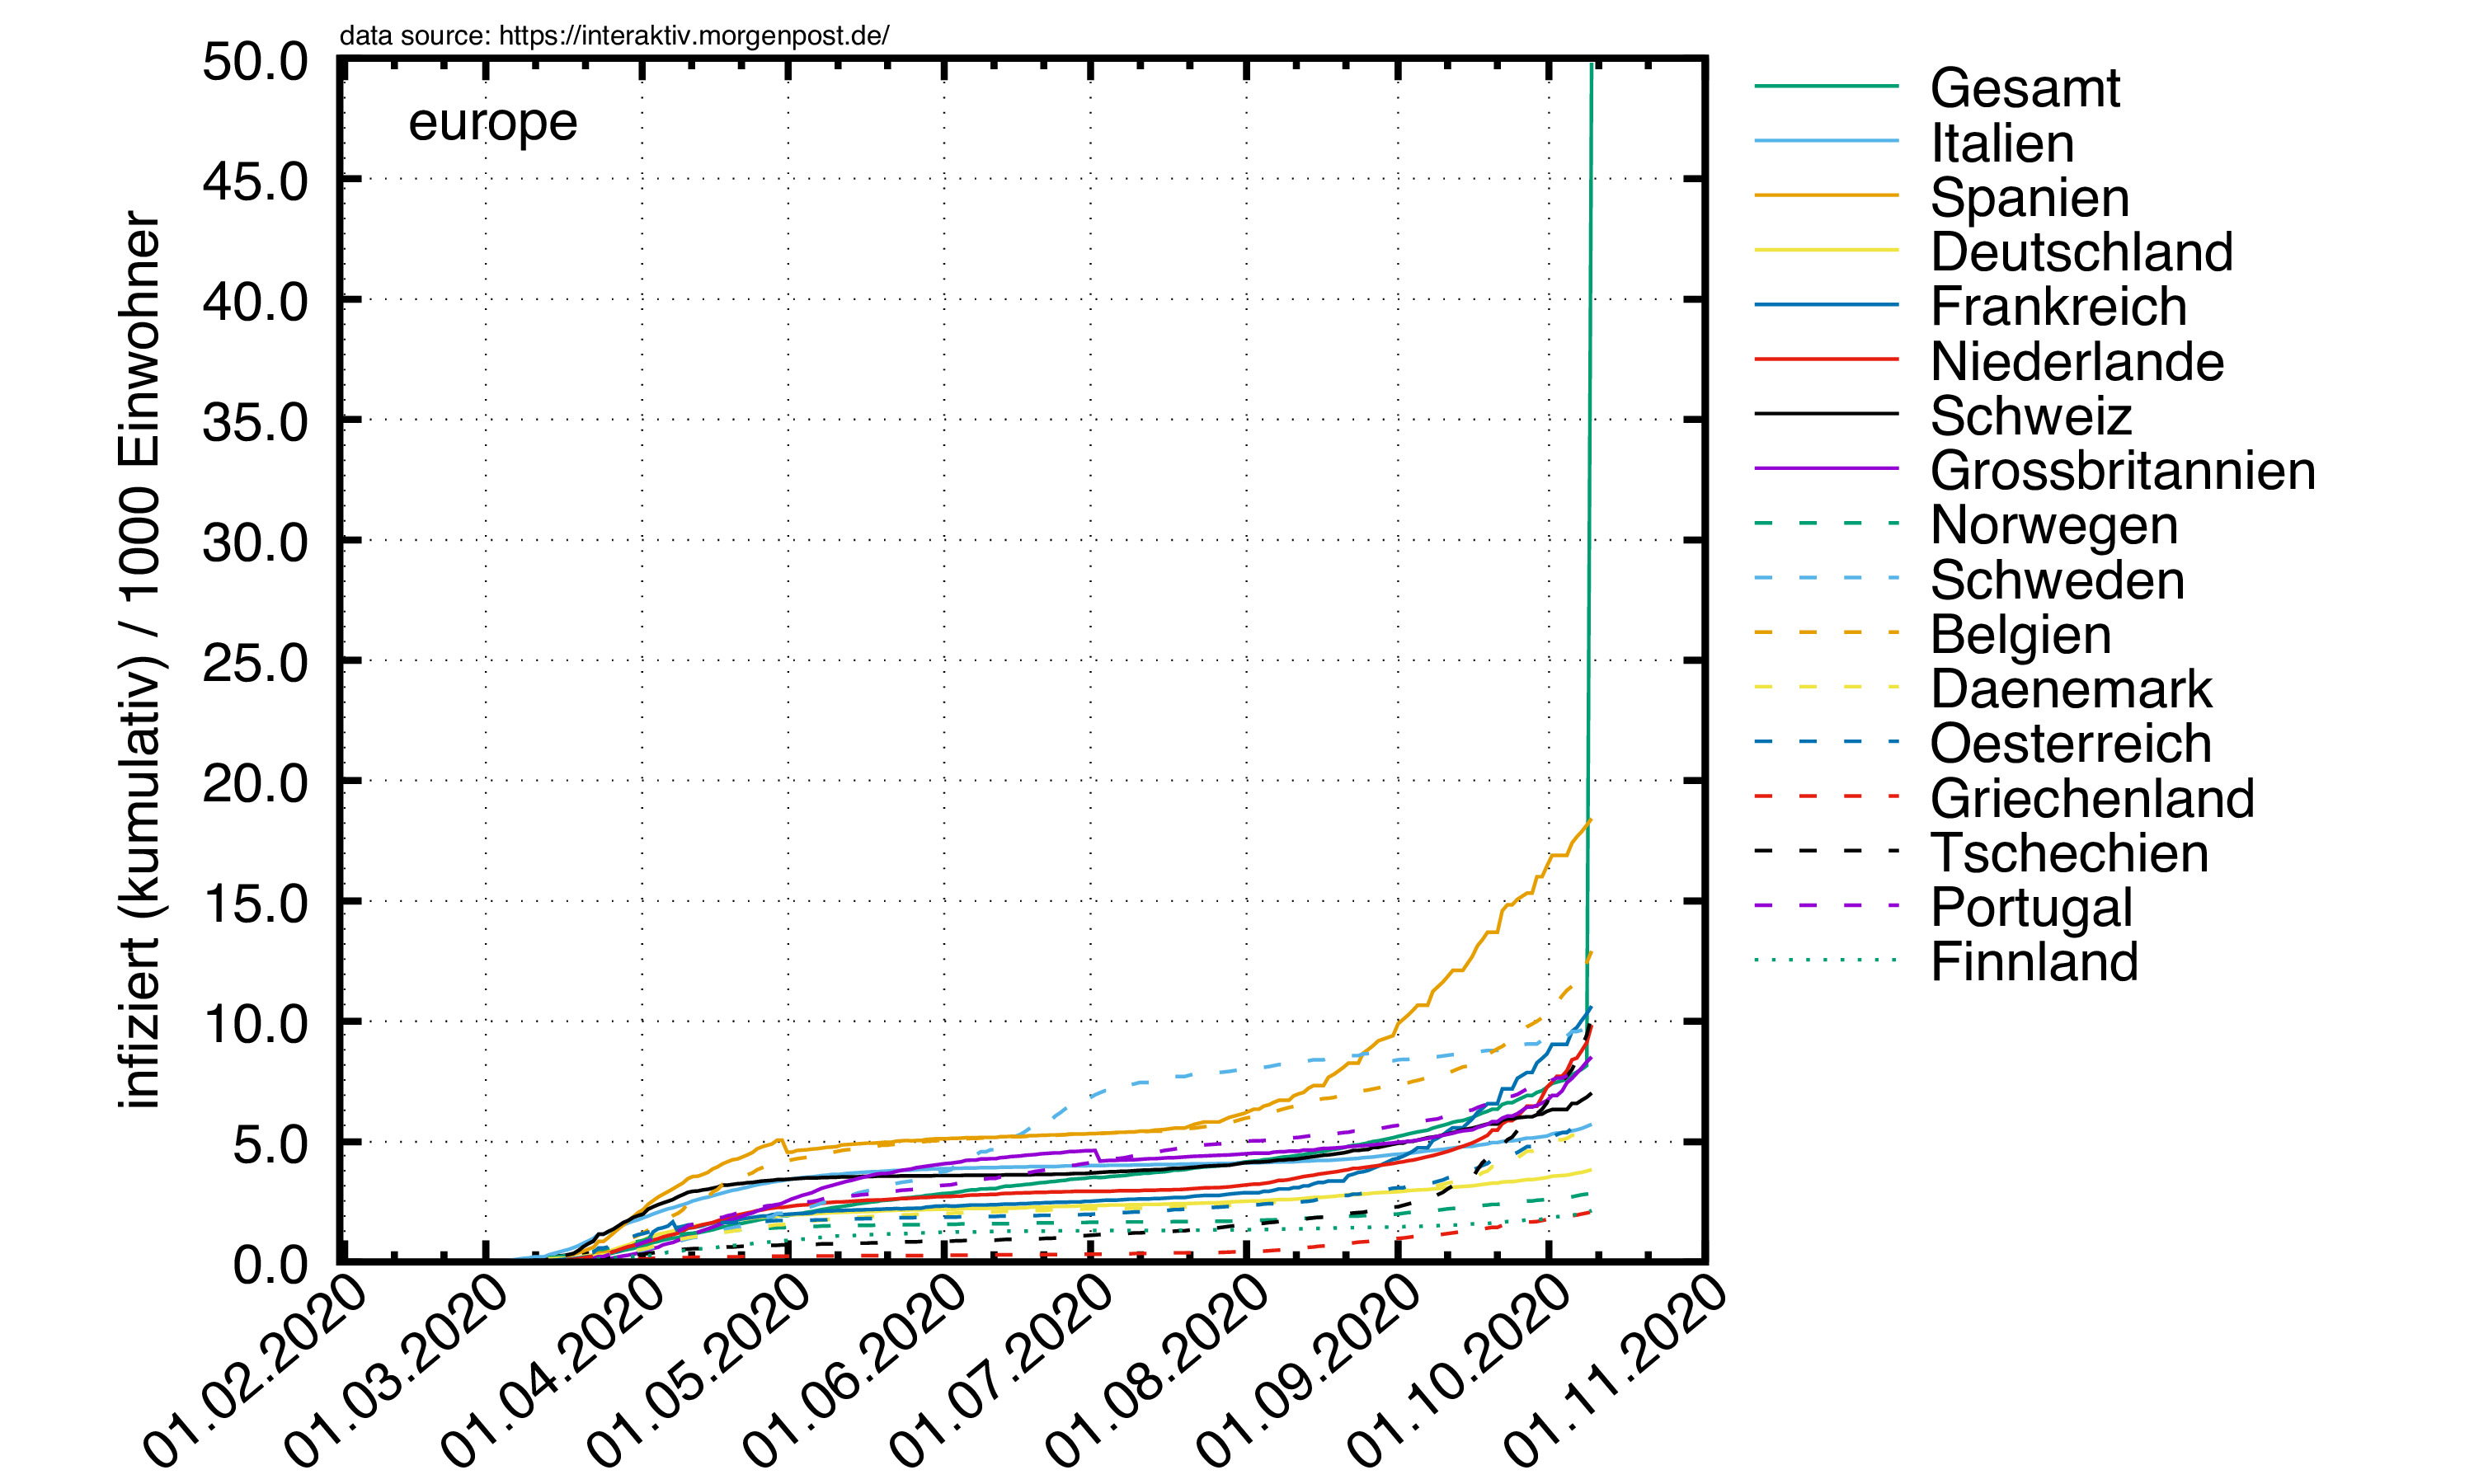 data source: https://interaktiv.morgenpost.de/
europe
infiziert (kumulativ) / 1000 Einwohner
50.0
45.0
40.0
35.0
30.0
25.0
20.0
15.0
10.0
5.0
0.0
01.02.2020
01.03.2020
01.04.2020
01.05.2020
01.06.2020
01.07.2020
01.08.2020
01.09.2020
01.10.2020
01.11.2020
Gesamt
Italien
Spanien
Deutschland
Frankreich
Niederlande
Schweiz
Grossbritannien
Norwegen
Schweden
Belgien
Daenemark
Oesterreich
Griechenland
Tschechien
Portugal
Finnland